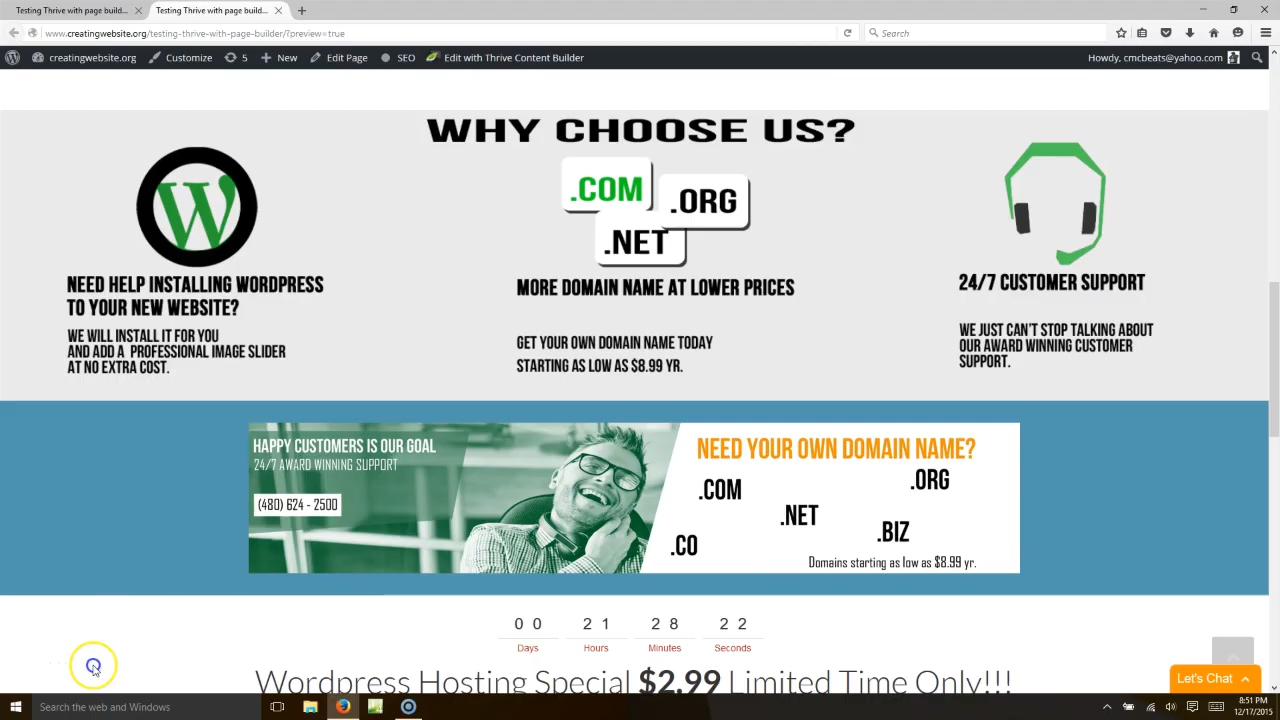 Testing Thrive with page build...
Testing Thrive with page build...
www.creatingwebsite.org/testing-thrive-with-page-builder/?preview=true
Search
creatingwebsite.org
Customize
5
New
Edit Page
SEO
Edit with Thrive Content Builder
Howdy, cmcbeats@yahoo.com
WHY CHOOSE US?
W
NEED HELP INSTALLING WORDPRESS
TO YOUR NEW WEBSITE?
WE WILL INSTALL IT FOR YOU
AND ADD A PROFESSIONAL IMAGE SLIDER
AT NO EXTRA COST.
.COM
.ORG
.NET
MORE DOMAIN NAME AT LOWER PRICES
GET YOUR OWN DOMAIN NAME TODAY
STARTING AS LOW AS $8.99 YR.
24/7 CUSTOMER SUPPORT
WE JUST CAN'T STOP TALKING ABOUT
OUR AWARD WINNING CUSTOMER
SUPPORT.
HAPPY CUSTOMERS IS OUR GOAL
24/7 AWARD WINNING SUPPORT
(480) 624 - 2500
NEED YOUR OWN DOMAIN NAME?
.COM
.ORG
.NET
.BIZ
.CO
Domains starting as low as $8.99 yr.
00 21 28 22
Days Hours Minutes Seconds
Wordpress Hosting Special $2.99 Limited Time Only!!!
Let's Chat
Search the web and Windows
8:51 PM
12/17/2015